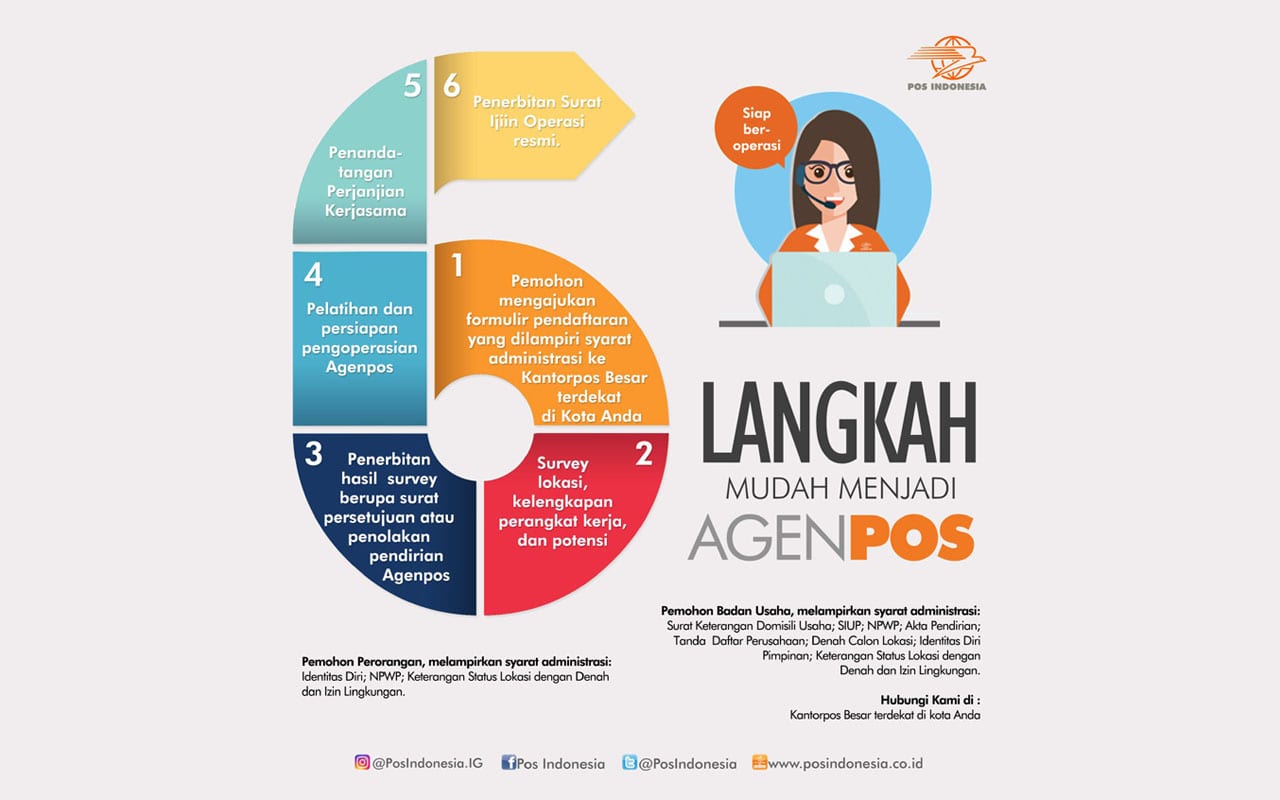 POS INDONESIA
Siap
ber-
operasi
1
Pemohon
mengajukan
formulir pendaftaran
yang dilampiri syarat
administrasi ke
Kantorpos Besar
terdekat
di Kota Anda
2
Survey
lokasi,
kelengkapan
perangkat kerja,
dan potensi
3
Penerbitan
hasil survey
berupa surat
persetujuan atau
penolakan
pendirian
Agenpos
4
Pelatihan dan
persiapan
pengoperasian
Agenpos
5
Penanda-
tangan
Perjanjian
Kerjasama
6
Penerbitan Surat
Ijiin Operasi
resmi.
LANGKAH
MUDAH MENJADI
AGENPOS
Pemohon Perorangan, melampirkan syarat administrasi:
Identitas Diri; NPWP; Keterangan Status Lokasi dengan Denah
dan Izin Lingkungan.
Pemohon Badan Usaha, melampirkan syarat administrasi:
Surat Keterangan Domisili Usaha; SIUP; NPWP; Akta Pendirian;
Tanda Daftar Perusahaan; Denah Calon Lokasi; Identitas Diri
Pimpinan; Keterangan Status Lokasi dengan
Denah dan Izin Lingkungan.
Hubungi Kami di :
Kantorpos Besar terdekat di kota Anda
@PosIndonesia.IG Pos Indonesia @PosIndonesia www.posindonesia.co.id